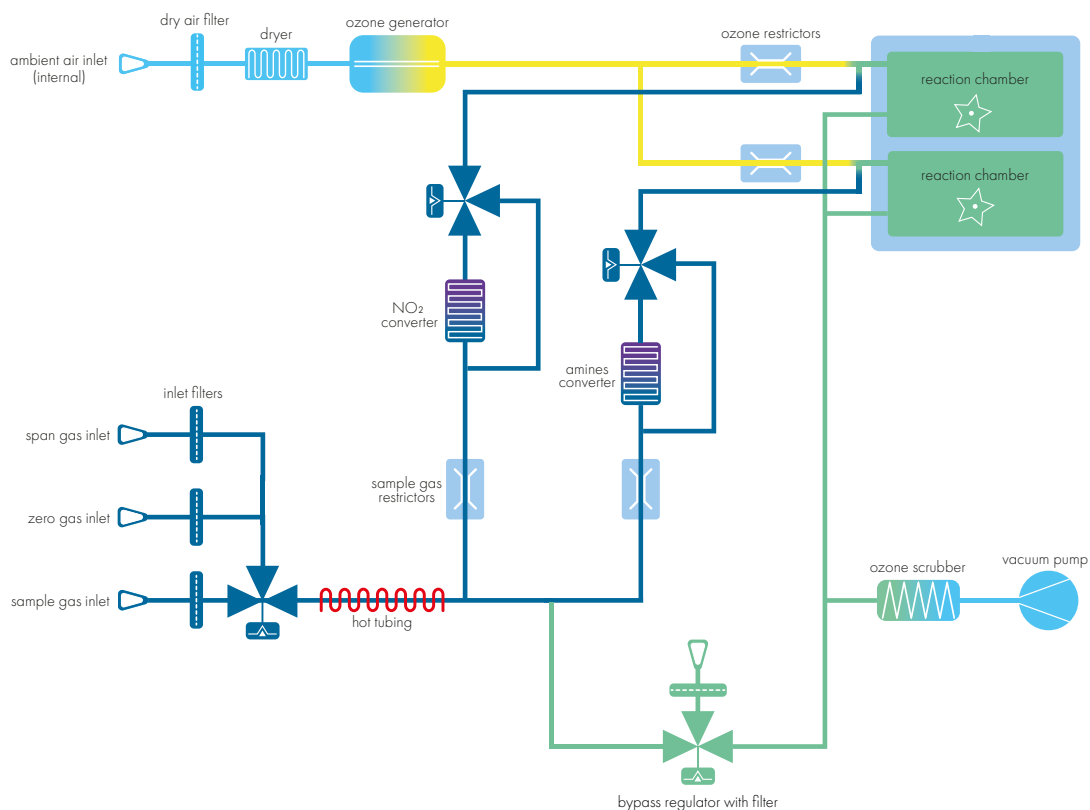 dry air filter
dryer
ozone generator
ozone restrictors
ambient air inlet
(internal)
reaction chamber
reaction chamber
NO₂
converter
amines
converter
inlet filters
span gas inlet
sample gas
restrictors
zero gas inlet
ozone scrubber
vacuum pump
sample gas inlet
hot tubing
bypass regulator with filter